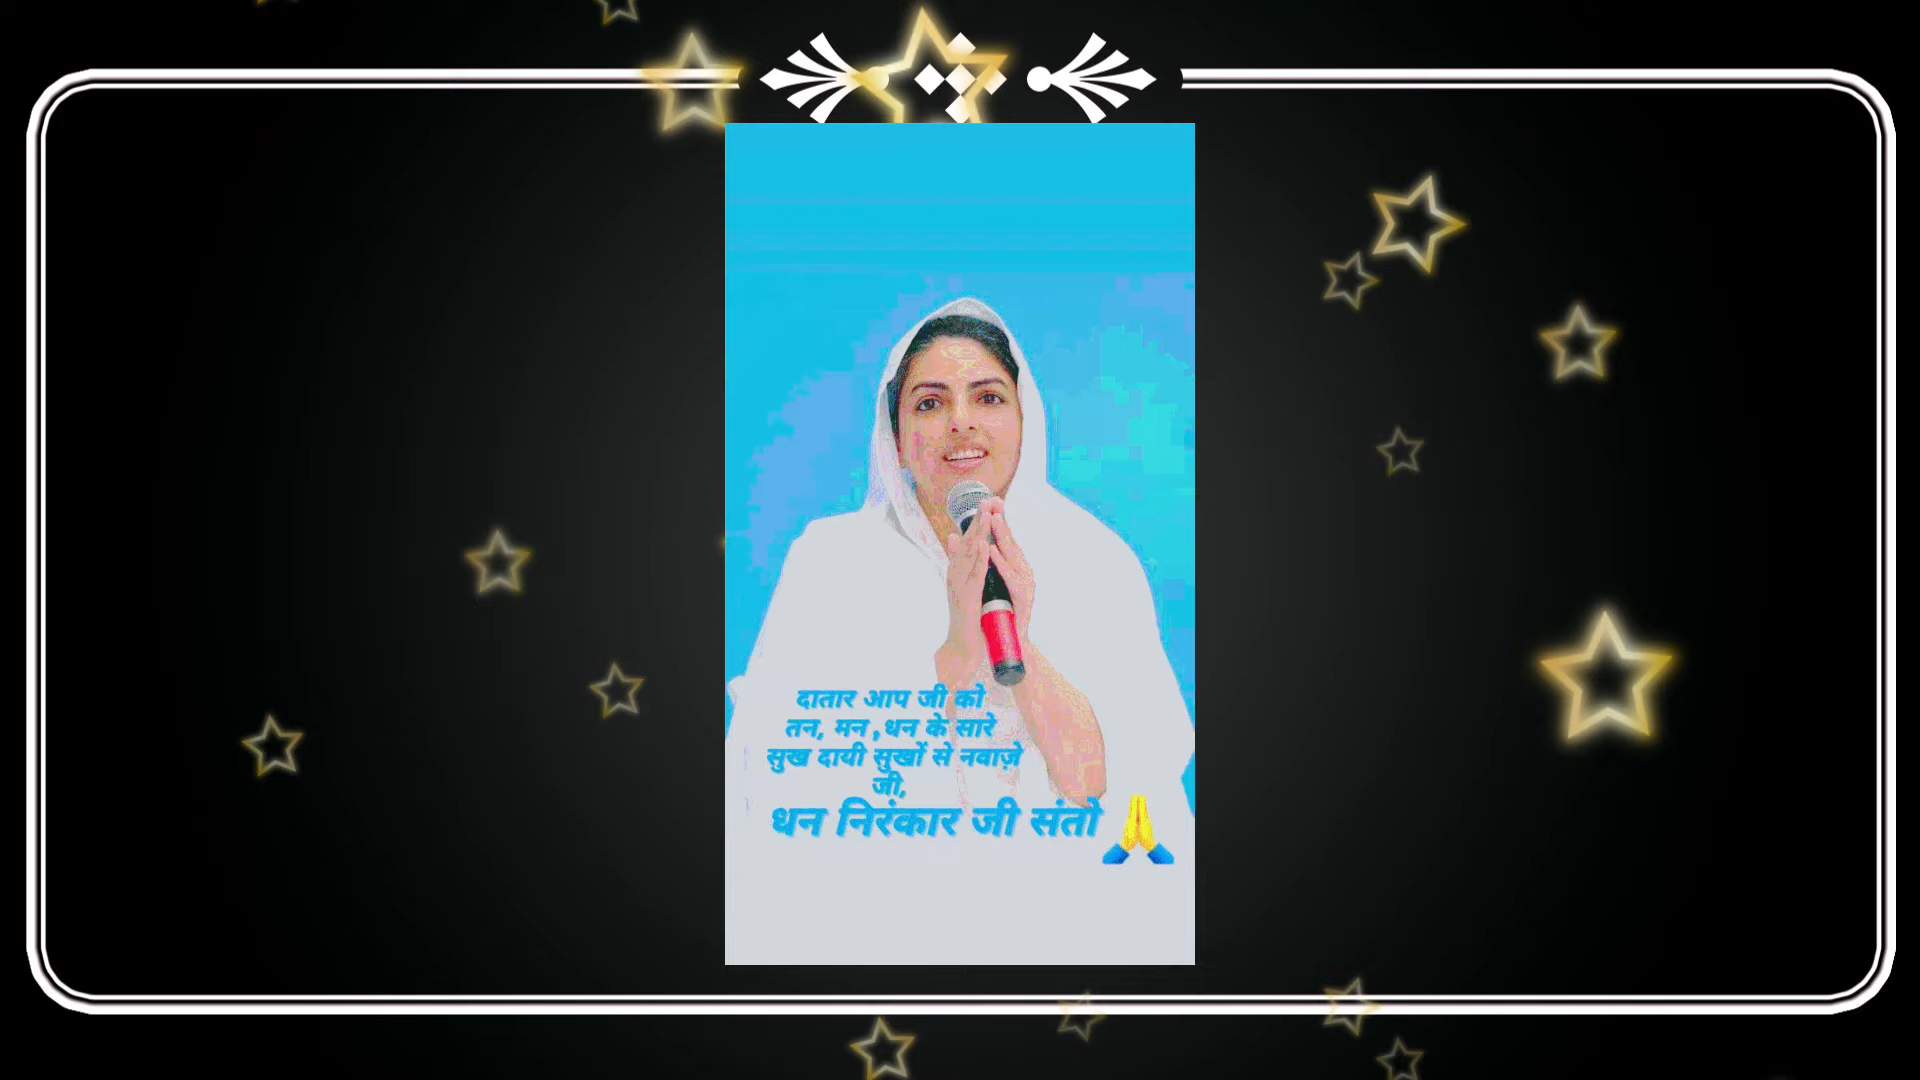 दातार आप जी को
तन, मन,धन के सारे
सुख दायी सुखों से नवाज़े
जी,
धन निरंकार जी संतो